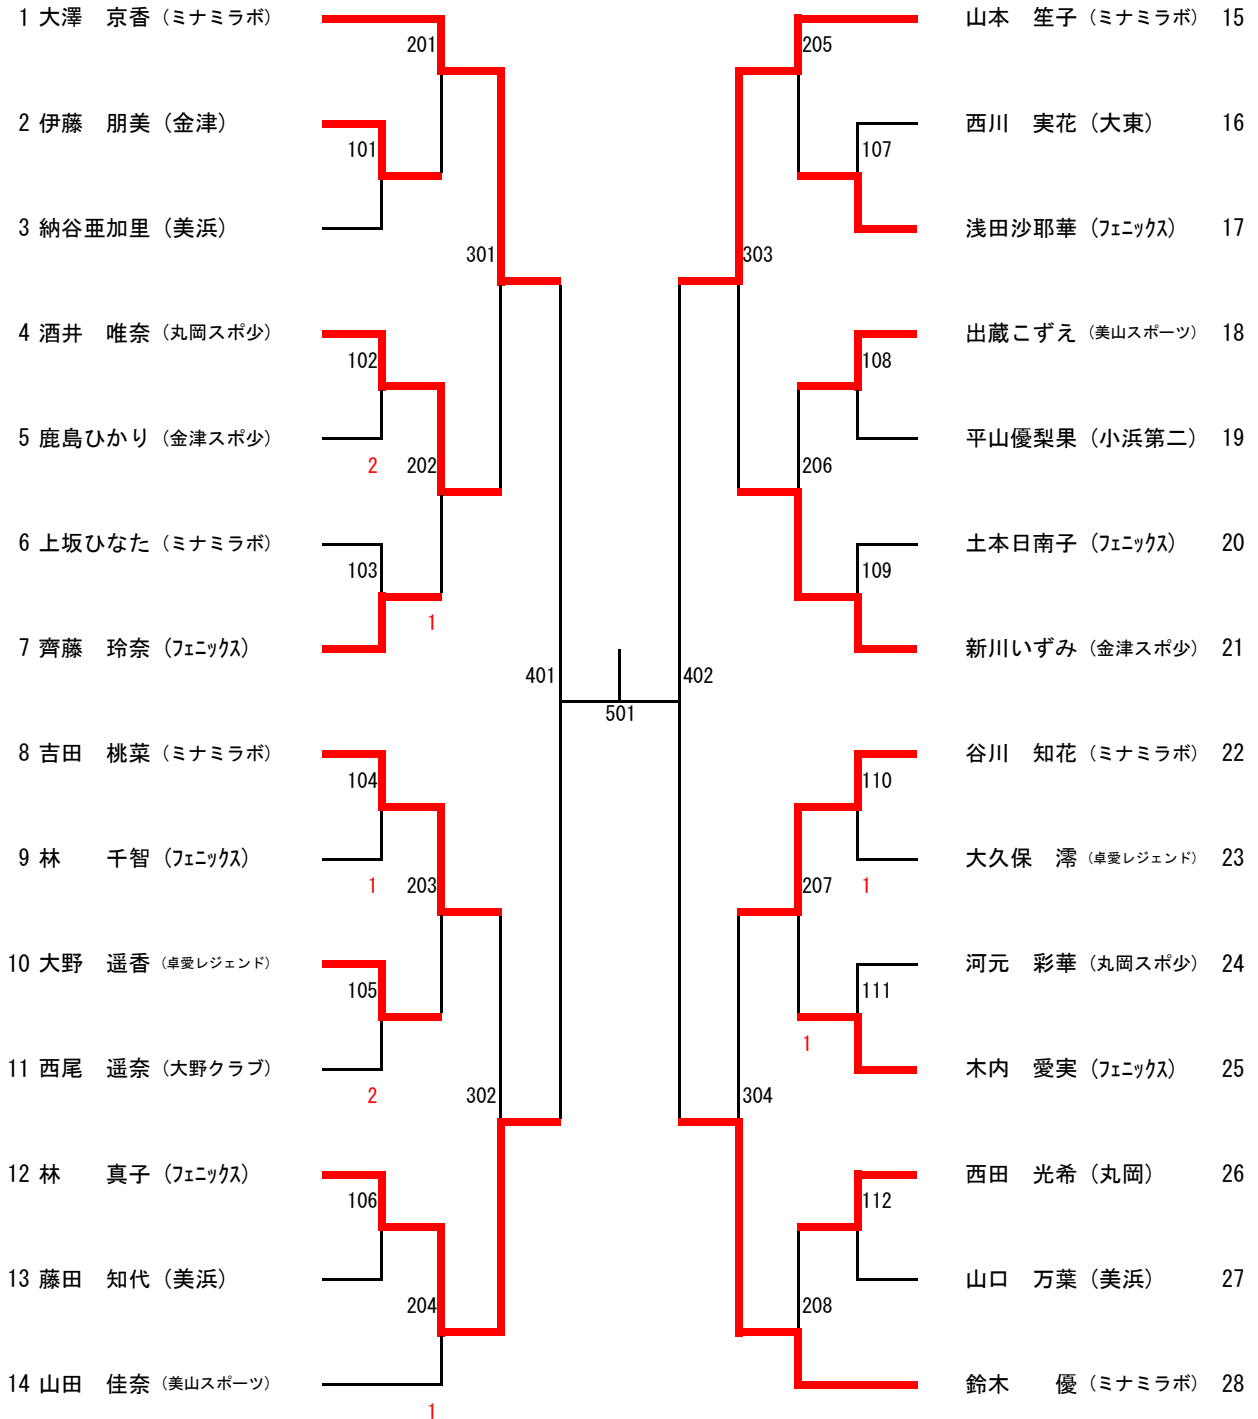 1 大澤　京香（ミナミラボ）
201
2 伊藤　朋美（金津）
101
3 納谷亜加里（美浜）
301
4 酒井　唯奈（丸岡スポ少）
102
5 鹿島ひかり（金津スポ少）
2 202
6 上坂ひなた（ミナミラボ）
103
1
7 齊藤　玲奈（フェニックス）
401
8 吉田　桃菜（ミナミラボ）
104
9 林　　千智（フェニックス）
1 203
10 大野　遥香（卓愛レジェンド）
105
11 西尾　遥奈（大野クラブ）
2 302
12 林　　真子（フェニックス）
106
13 藤田　知代（美浜）
204
14 山田　佳奈（美山スポーツ）
1
501
山本　笙子（ミナミラボ） 15
205
西川　実花（大東） 16
107
浅田沙耶華（フェニックス） 17
303
出蔵こずえ（美山スポーツ） 18
108
平山優梨果（小浜第二） 19
206
土本日南子（フェニックス） 20
109
新川いずみ（金津スポ少） 21
402
谷川　知花（ミナミラボ） 22
110
大久保　澪（卓愛レジェンド） 23
207 1
河元　彩華（丸岡スポ少） 24
111
1
木内　愛実（フェニックス） 25
304
西田　光希（丸岡） 26
112
山口　万葉（美浜） 27
208
鈴木　　優（ミナミラボ） 28